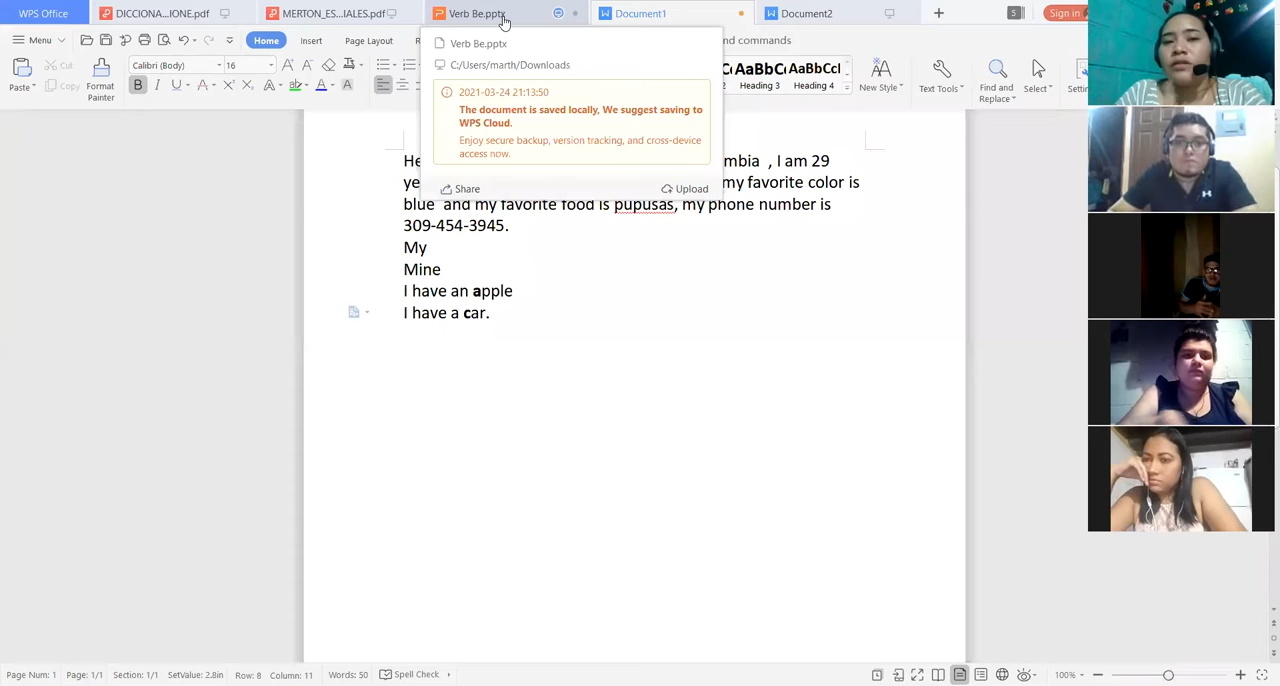 WPS Office
DICCIONA...IONE.pdf
MERTON_ES...IALES.pdf
Verb Be.pptx
Document1
Document2
S
Sign in
Menu
Home
Insert
Page Layout
nd commands
Paste
Cut
Copy
Format
Painter
Calibri (Body)
16
Heading 3
Heading 4
New Style
Text Tools
Find and
Replace
Select
Verb Be.pptx
C:/Users/marth/Downloads
2021-03-24 21:13:50
The document is saved locally, We suggest saving to
WPS Cloud.
Enjoy secure backup, version tracking, and cross-device
access now.
Share
Upload
He mbia , I am 29
ye my favorite color is
blue and my favorite food is pupusas, my phone number is
309-454-3945.
My
Mine
I have an apple
I have a car.
Page Num: 1
Page: 1/1
Section: 1/1
SetValue: 2.8in
Row: 8
Column: 11
Words: 50
Spell Check
100%